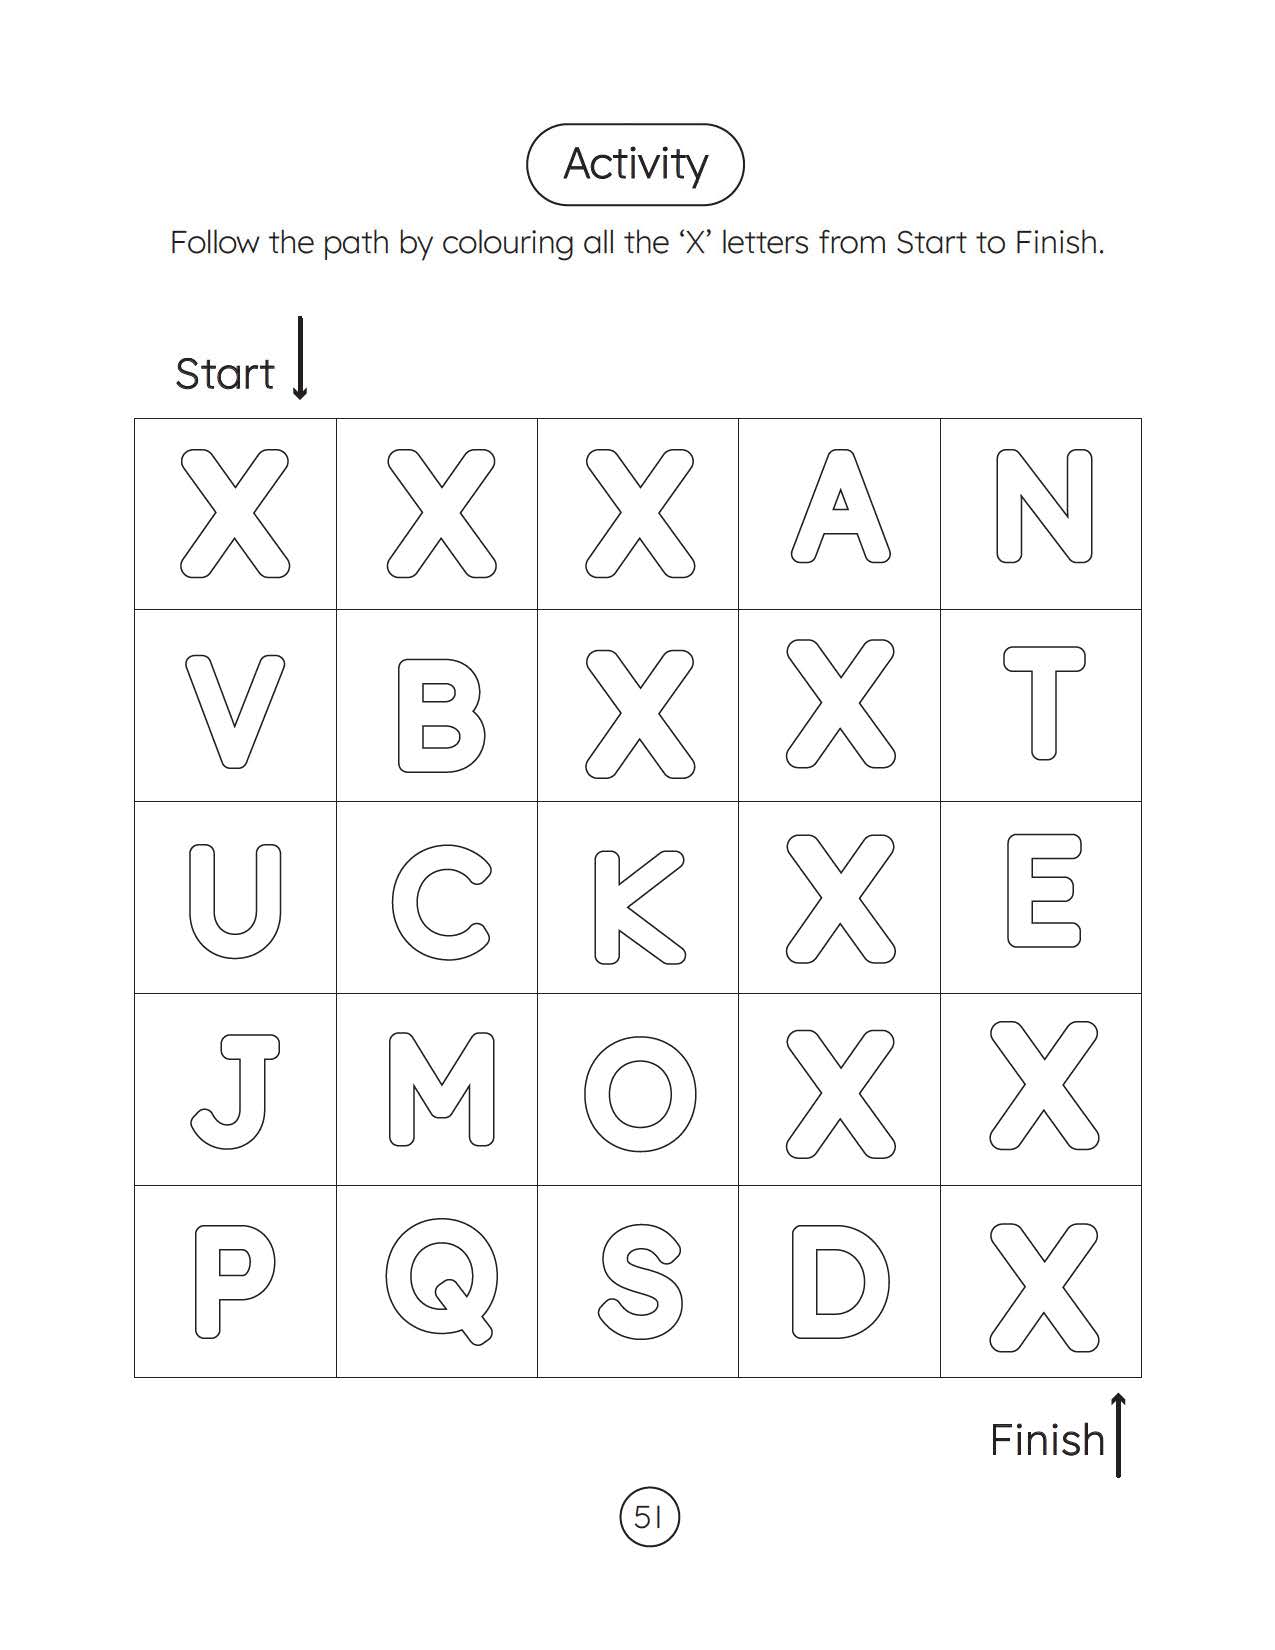 Activity
Follow the path by colouring all the ‘X’ letters from Start to Finish.
Start
X X X A N
V B X X T
U C K X E
J M O X X
P Q S D X
Finish
51